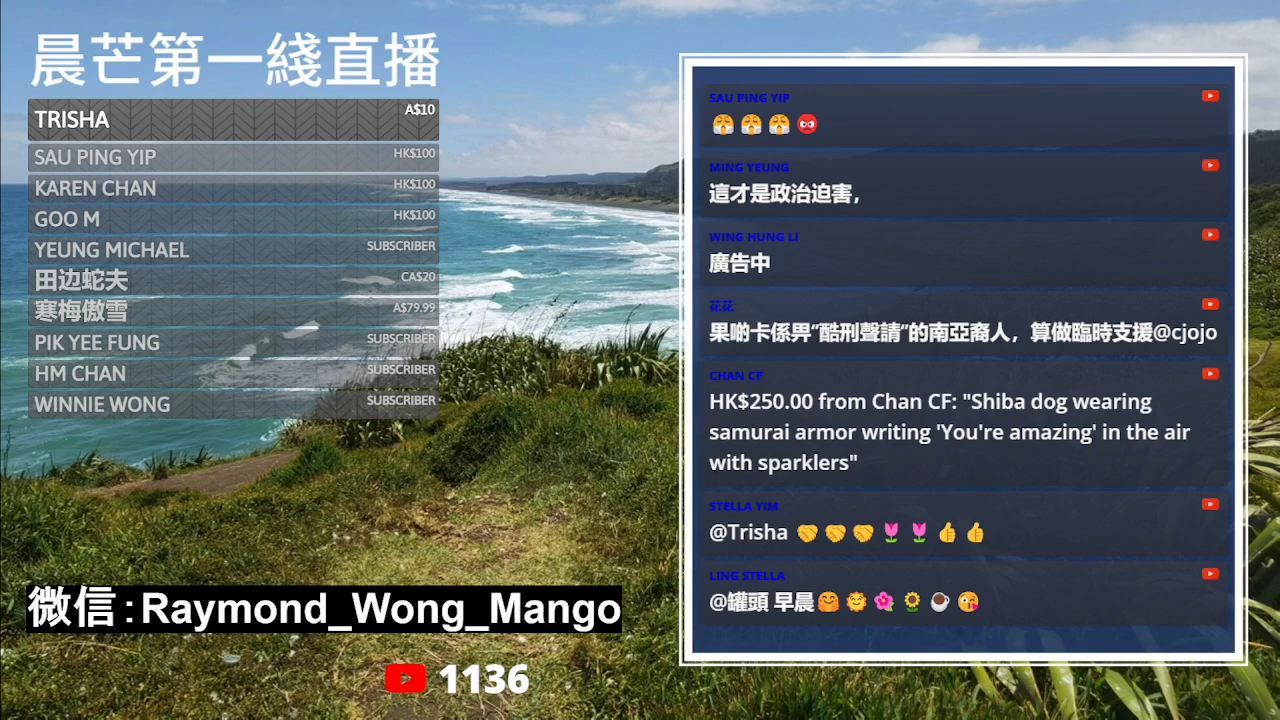 晨芒第一綫直播
TRISHA A$10
SAU PING YIP HK$100
KAREN CHAN HK$100
GOO M HK$100
YEUNG MICHAEL SUBSCRIBER
田边蛇夫 CA$20
寒梅傲雪 A$79.99
PIK YEE FUNG SUBSCRIBER
HM CHAN SUBSCRIBER
WINNIE WONG SUBSCRIBER
微信:Raymond_Wong_Mango
1136
SAU PING YIP
MING YEUNG
這才是政治迫害，
WING HUNG LI
廣告中
花花
果啲卡係畀"酷刑聲請"的南亞裔人，算做臨時支援@cjojo
CHAN CF
HK$250.00 from Chan CF: "Shiba dog wearing
samurai armor writing 'You're amazing' in the air
with sparklers"
STELLA YIM
@Trisha 🤝🤝🤝🌷🌷👍👍
LING STELLA
@罐頭 早晨🤗🥰🌺🌻☕😘